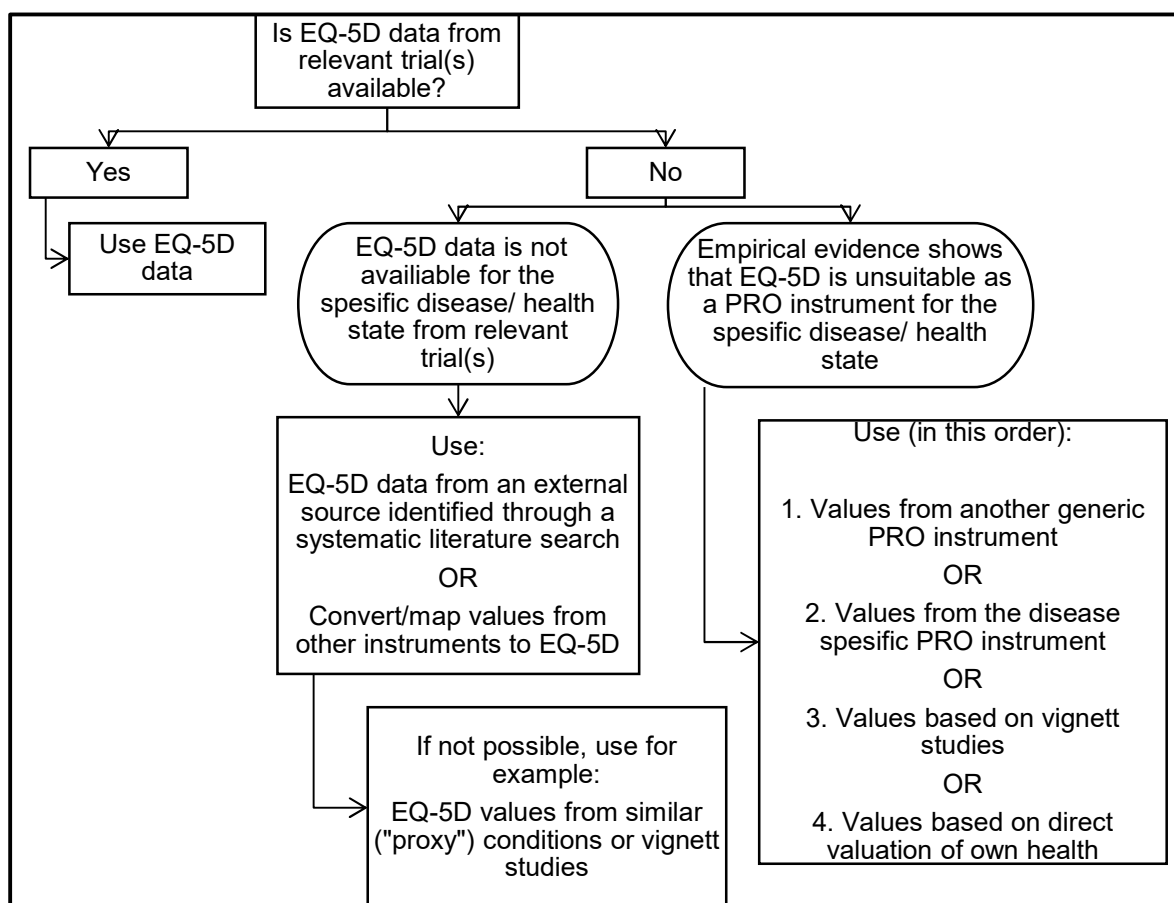 Is EQ-5D data from
relevant trial(s)
available?
Yes
No
Use EQ-5D
data
EQ-5D data is not
availiable for the
spesific disease/ health
state from relevant
trial(s)
Empirical evidence shows
that EQ-5D is unsuitable as
a PRO instrument for the
spesific disease/ health
state
Use:
EQ-5D data from an external
source identified through a
systematic literature search
OR
Convert/map values from
other instruments to EQ-5D
Use (in this order):
1. Values from another generic
PRO instrument
OR
2. Values from the disease
spesific PRO instrument
OR
3. Values based on vignett
studies
OR
4. Values based on direct
valuation of own health
If not possible, use for
example:
EQ-5D values from similar
("proxy") conditions or vignett
studies